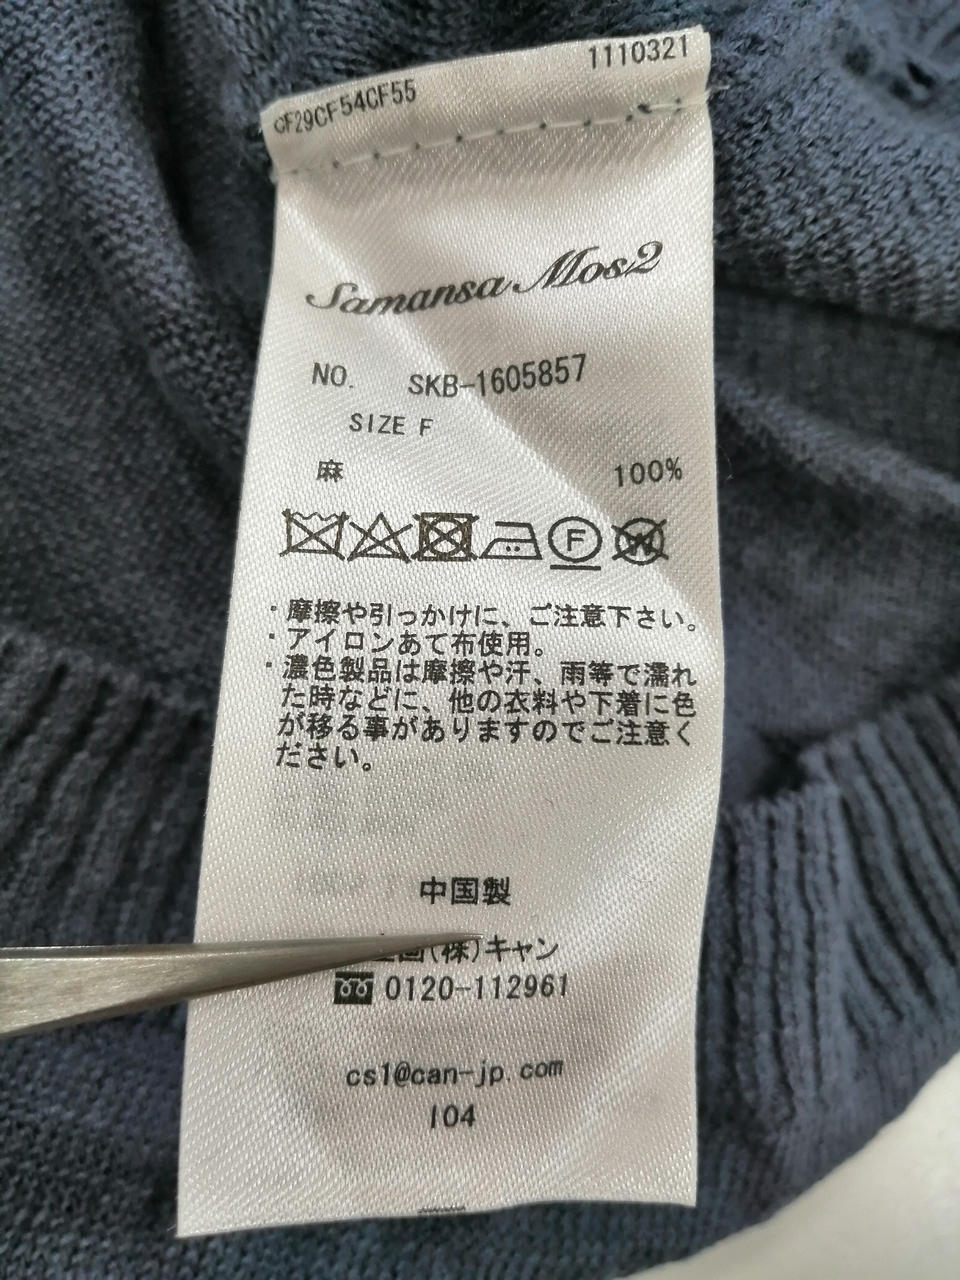 CF29CF54CF55
1110321
Samansa Mos2
NO. SKB-1605857
SIZE F
麻 100%
F
W
・摩擦や引っかけに、ご注意下さい。
・アイロンあて布使用。
・濃色製品は摩擦や汗、雨等で濡れ
た時などに、他の衣料や下着に色
が移る事がありますのでご注意く
ださい。
中国製
(株)キャン
0120-112961
cs1@can-jp.com
I04